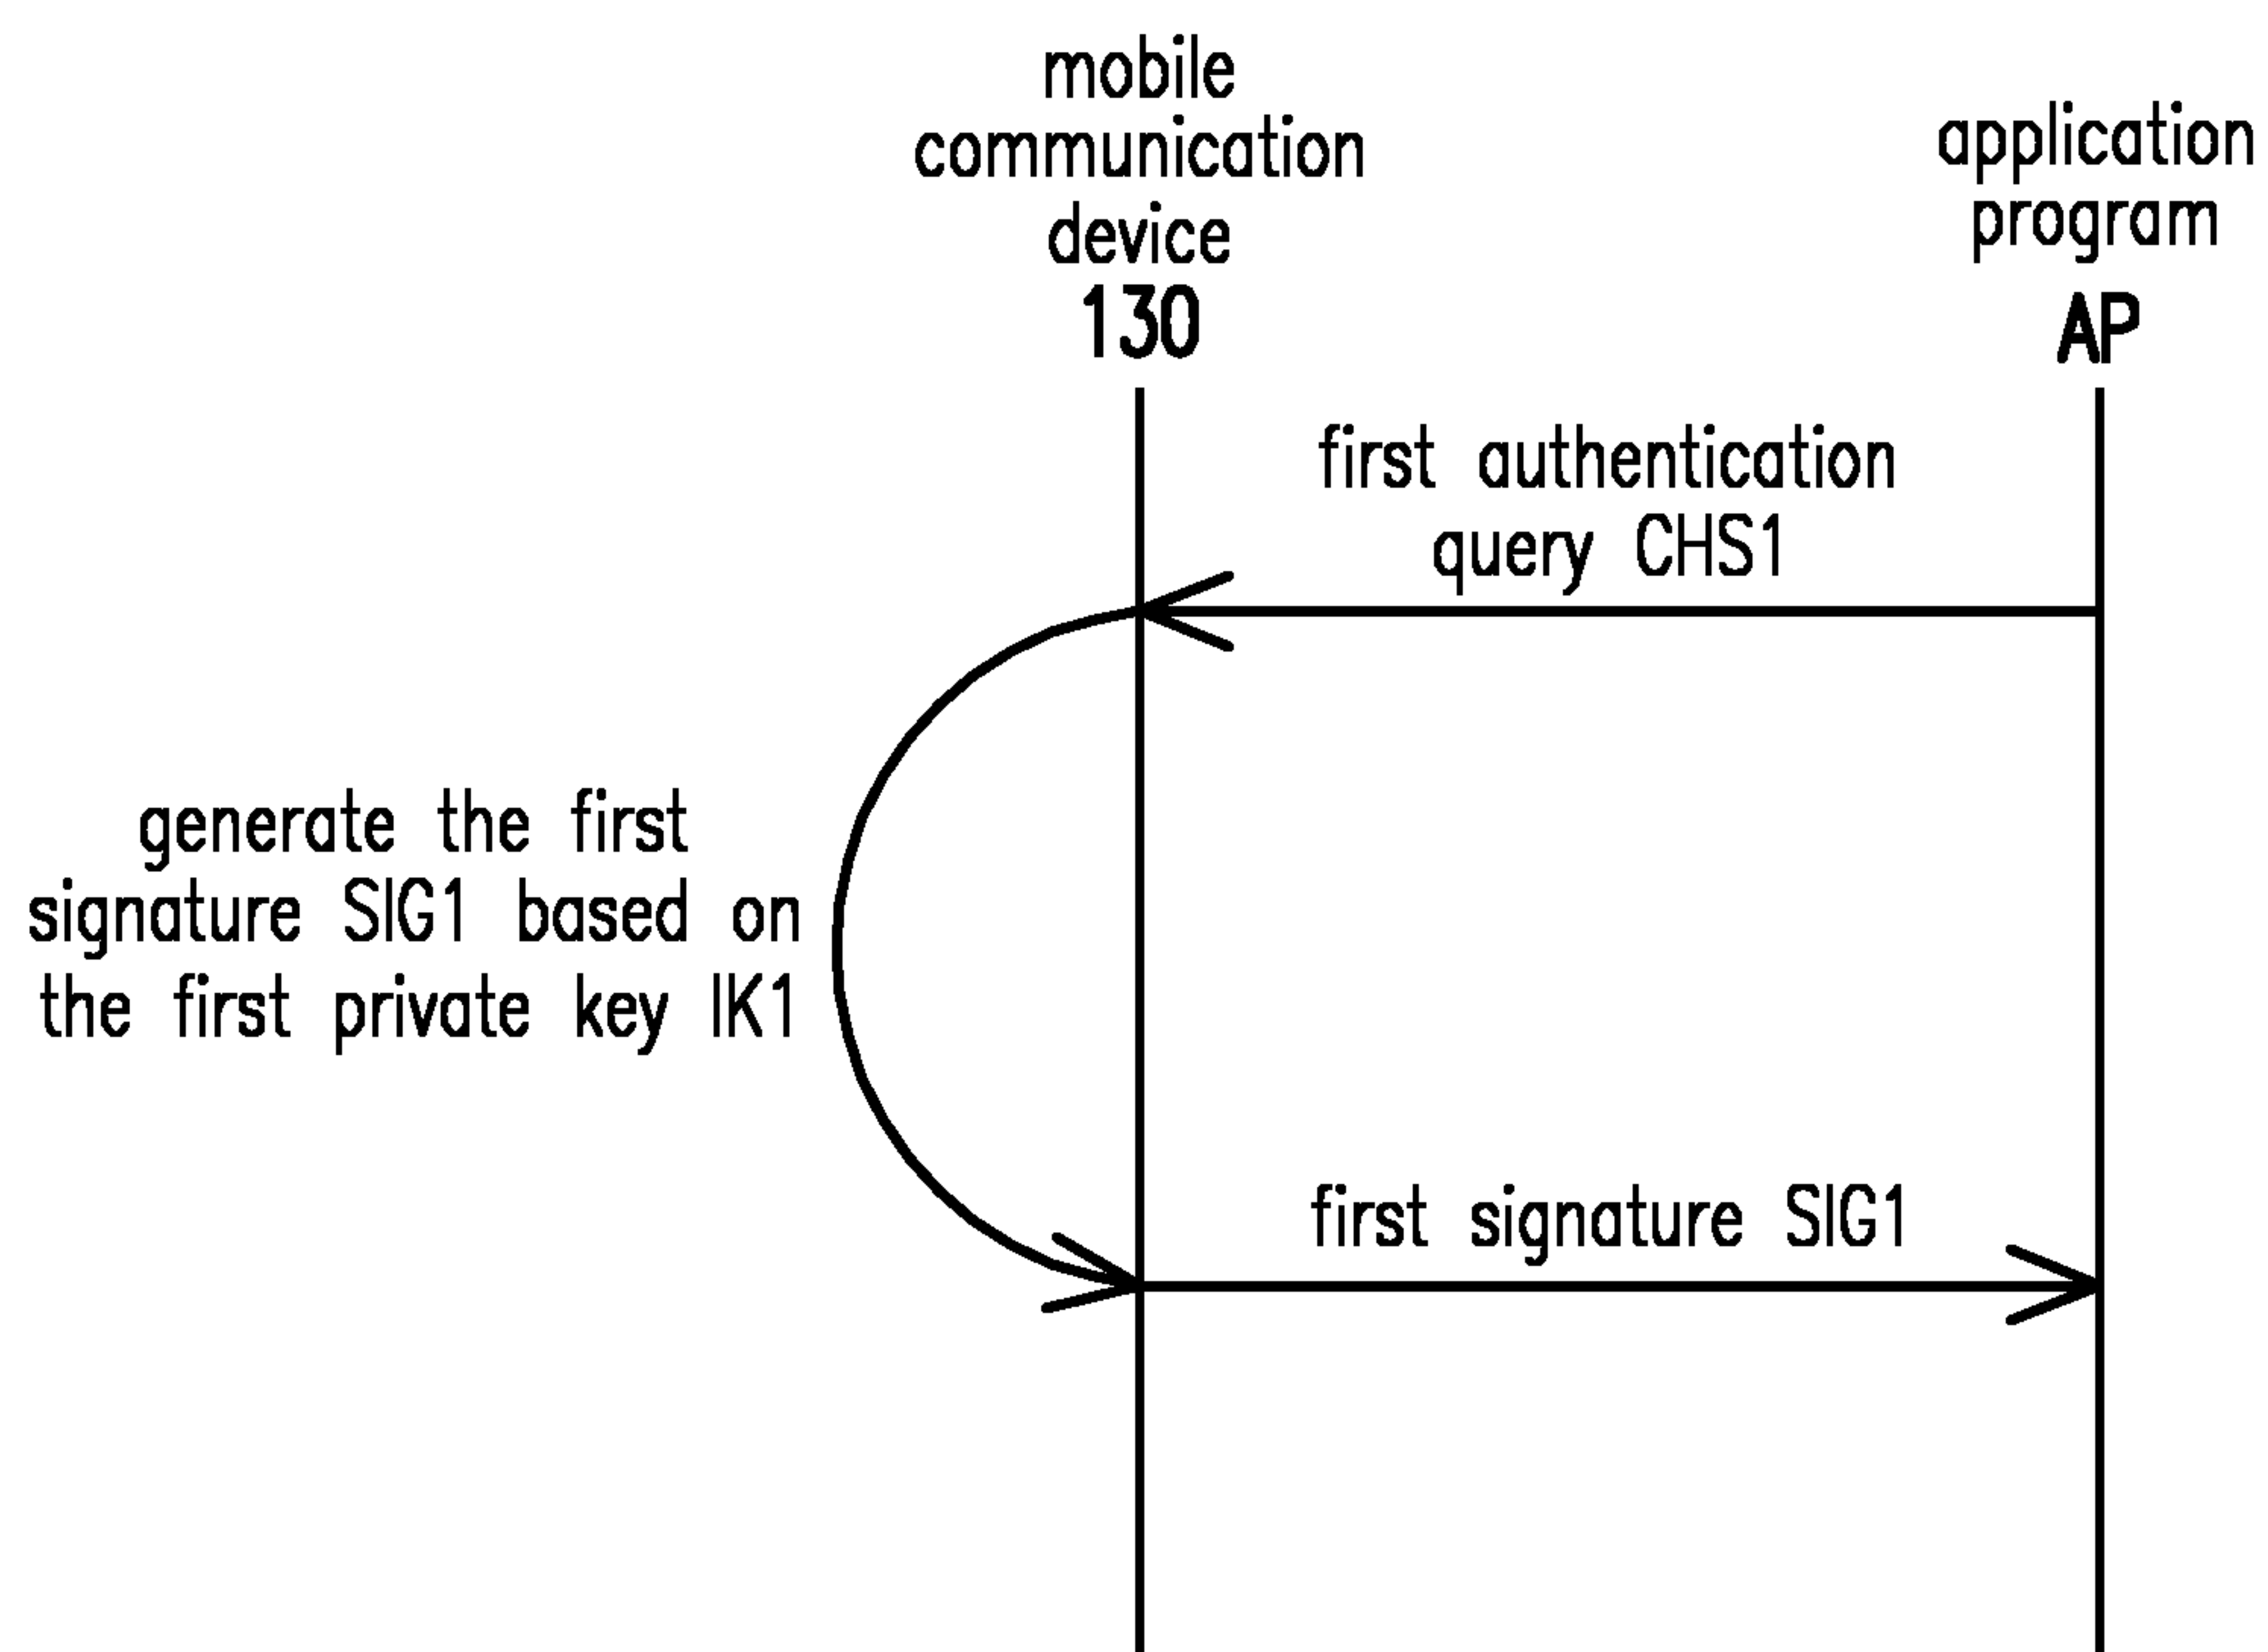 mobile
communication
device
130
application
program
AP
first authentication
query CHS1
generate the first
signature SIG1 based on
the first private key IK1
first signature SIG1